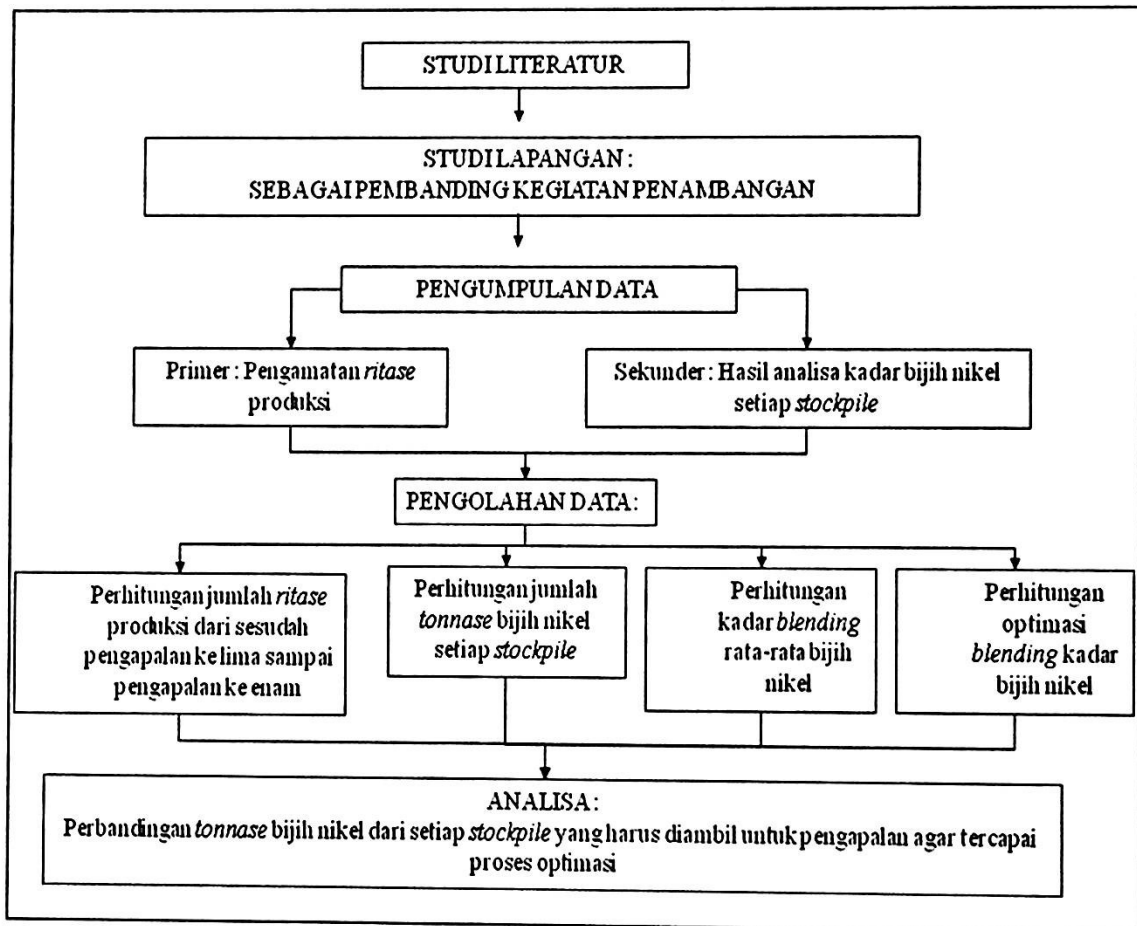 STUDI LITERATUR
STUDI LAPANGAN :
SEBAGAI PEMBANDING KEGIATAN PENAMBANGAN
PENGUMPULAN DATA
Primer : Pengamatan ritase
produksi
Sekunder : Hasil analisa kadar bijih nikel
setiap stockpile
PENGOLAHAN DATA:
Perhitungan jumlah ritase
produksi dari sesudah
pengapalan ke lima sampai
pengapalan ke enam
Perhitungan jumlah
tonnase bijih nikel
setiap stockpile
Perhitungan
kadar blending
rata-rata bijih
nikel
Perhitungan
optimasi
blending kadar
bijih nikel
ANALISA :
Perbandingan tonnase bijih nikel dari setiap stockpile yang harus diambil untuk pengapalan agar tercapai
proses optimasi